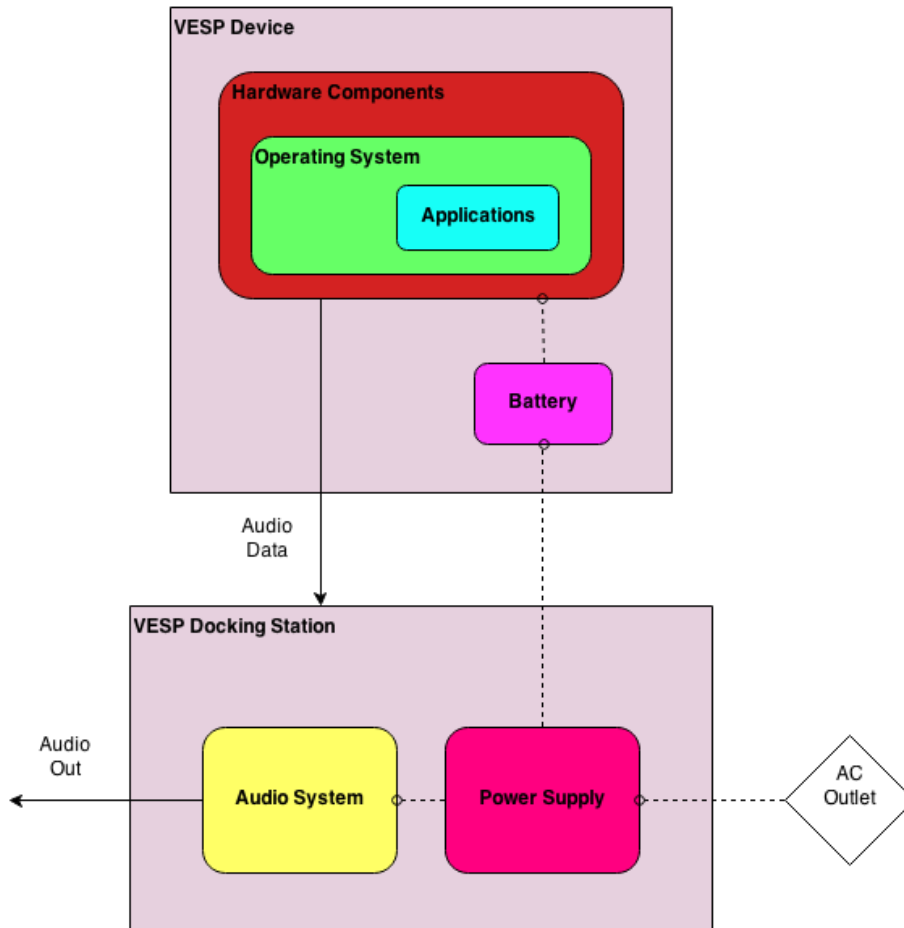 VESP Device
Hardware Components
Operating System
Applications
Battery
Audio
Data
VESP Docking Station
Audio
Out
Audio System
Power Supply
AC
Outlet